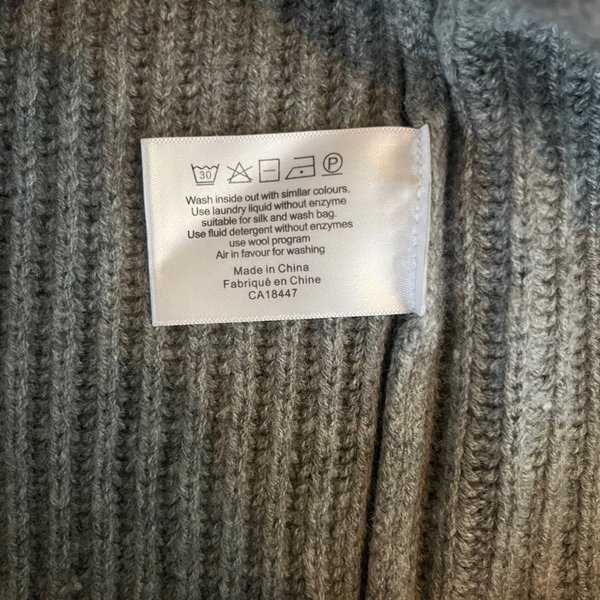 30 P
Wash inside out with similar colours.
Use laundry liquid without enzyme
suitable for silk and wash bag.
Use fluid detergent without enzymes
use wool program
Air in favour for washing
Made in China
Fabriqué en Chine
CA18447